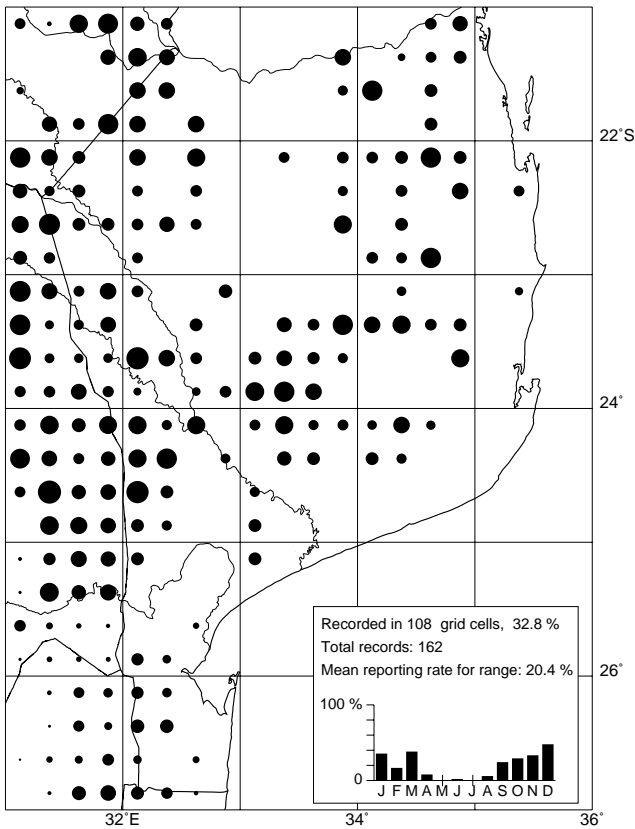 22°S
24°
Recorded in 108 grid cells, 32.8 %
Total records: 162
Mean reporting rate for range: 20.4 %
26°
100 %
0
J F M A M J J A S O N D
32°E
34°
36°